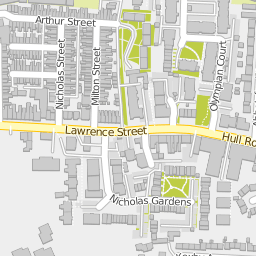 Arthur Street
Nicholas Street
Milton Street
Olympian Court
Lawrence Street
Hull Ro
Nicholas Gardens